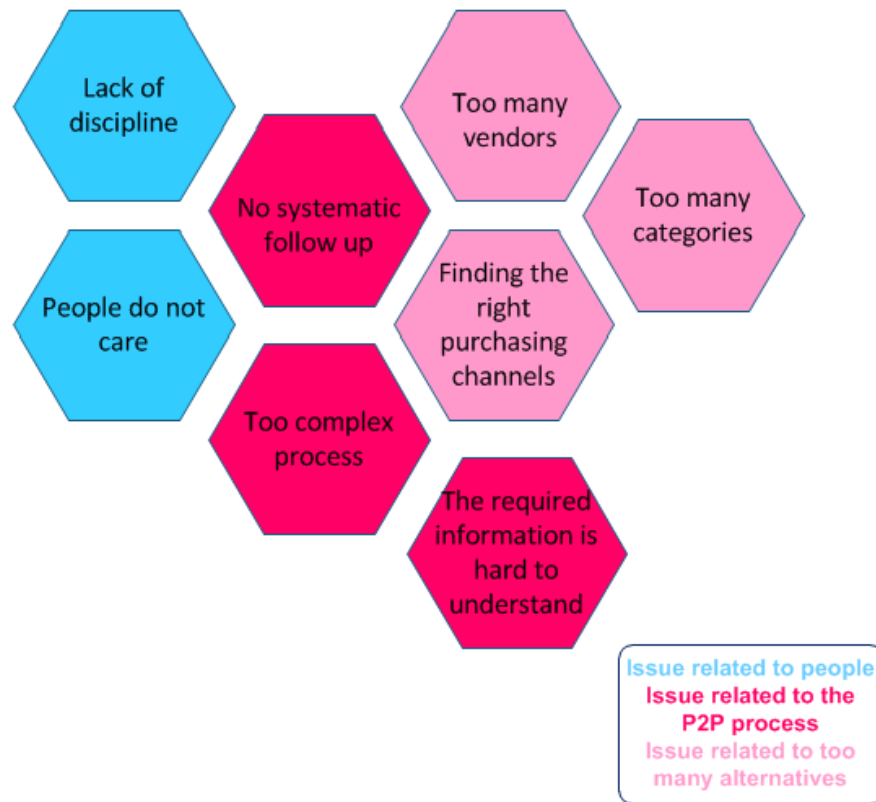 Lack of
discipline
Too many
vendors
No systematic
follow up
Too many
categories
People do not
care
Finding the
right
purchasing
channels
Too complex
process
The required
information is
hard to
understand
Issue related to people
Issue related to the
P2P process
Issue related to too
many alternatives